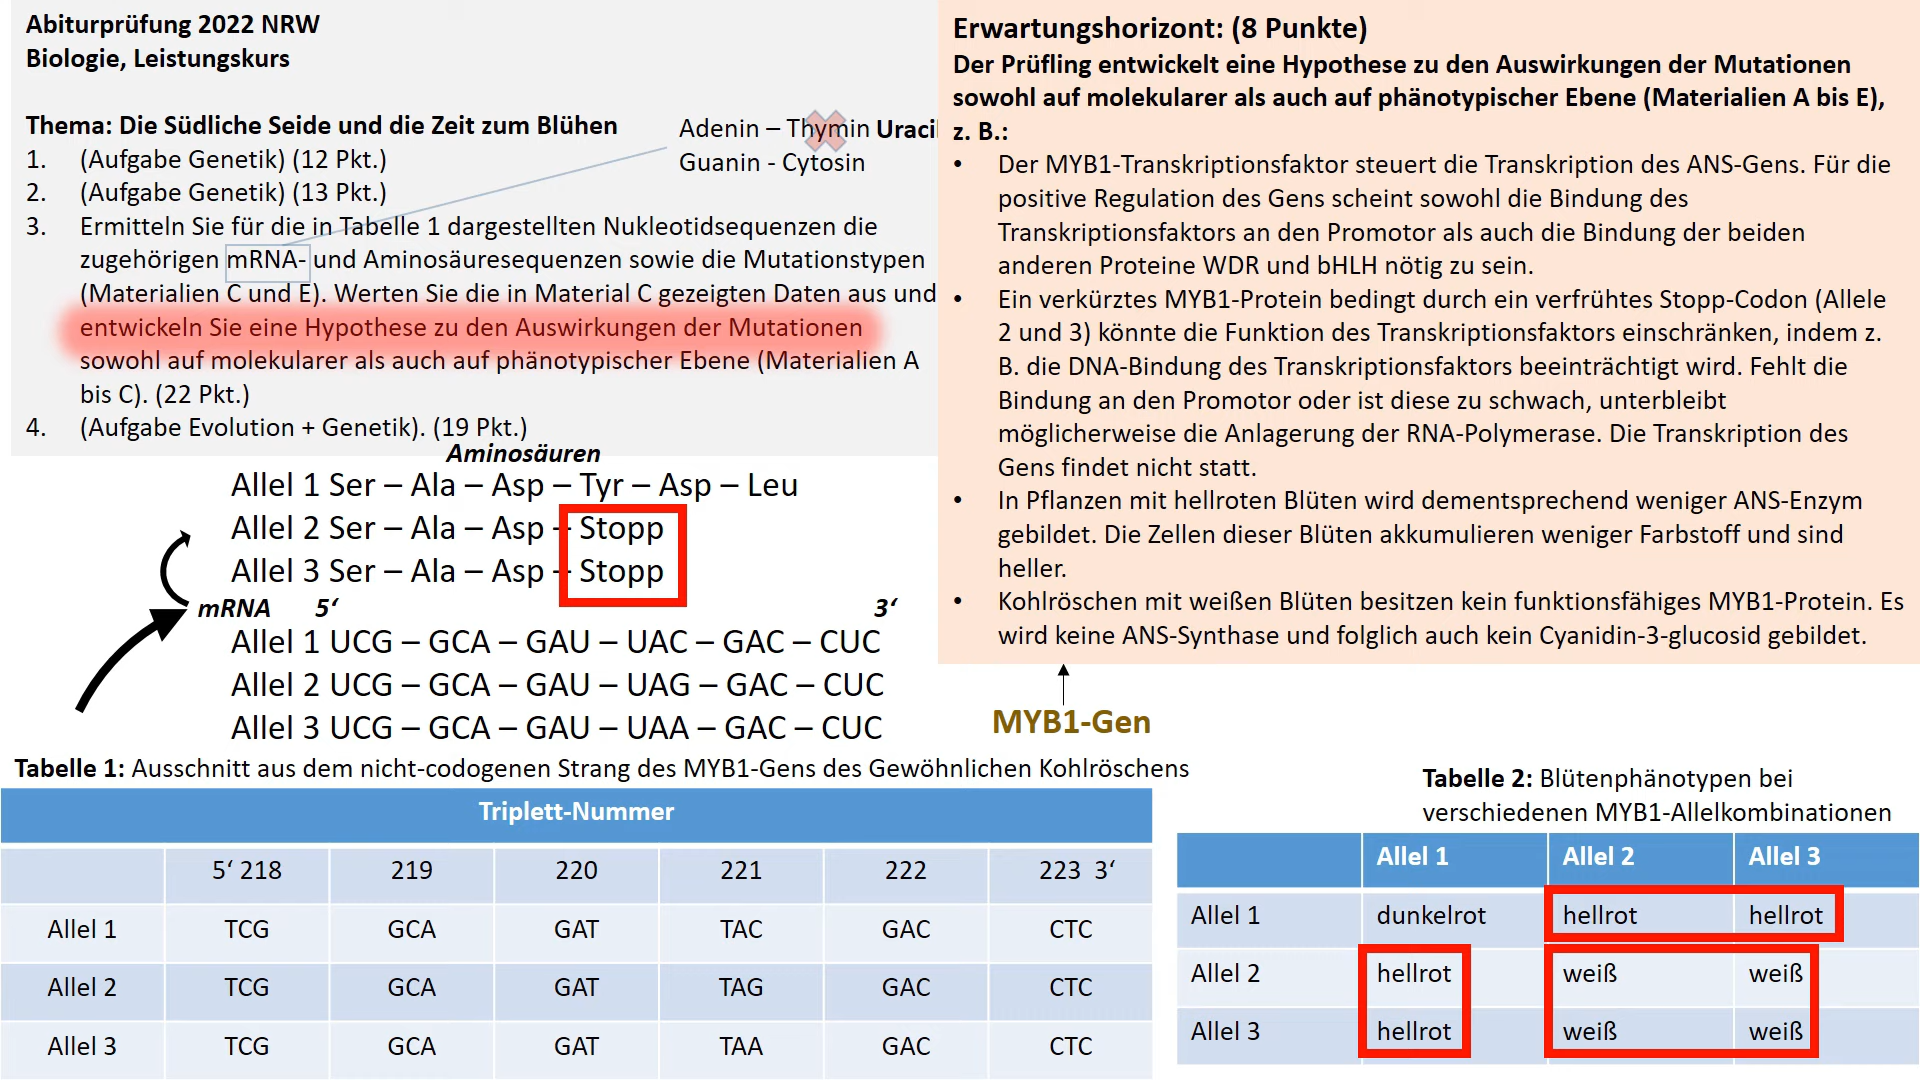 Abiturprüfung 2022 NRW
Biologie, Leistungskurs
Thema: Die Südliche Seide und die Zeit zum Blühen
1. (Aufgabe Genetik) (12 Pkt.)
2. (Aufgabe Genetik) (13 Pkt.)
3. Ermitteln Sie für die in Tabelle 1 dargestellten Nukleotidsequenzen die
zugehörigen mRNA- und Aminosäuresequenzen sowie die Mutationstypen
(Materialien C und E). Werten Sie die in Material C gezeigten Daten aus und
entwickeln Sie eine Hypothese zu den Auswirkungen der Mutationen
sowohl auf molekularer als auch auf phänotypischer Ebene (Materialien A
bis C). (22 Pkt.)
4. (Aufgabe Evolution + Genetik). (19 Pkt.)
Adenin – Thymin Uracil
Guanin - Cytosin
Erwartungshorizont: (8 Punkte)
Der Prüfling entwickelt eine Hypothese zu den Auswirkungen der Mutationen
sowohl auf molekularer als auch auf phänotypischer Ebene (Materialien A bis E),
z. B.:
• Der MYB1-Transkriptionsfaktor steuert die Transkription des ANS-Gens. Für die
positive Regulation des Gens scheint sowohl die Bindung des
Transkriptionsfaktors an den Promotor als auch die Bindung der beiden
anderen Proteine WDR und bHLH nötig zu sein.
• Ein verkürztes MYB1-Protein bedingt durch ein verfrühtes Stopp-Codon (Allele
2 und 3) könnte die Funktion des Transkriptionsfaktors einschränken, indem z.
B. die DNA-Bindung des Transkriptionsfaktors beeinträchtigt wird. Fehlt die
Bindung an den Promotor oder ist diese zu schwach, unterbleibt
möglicherweise die Anlagerung der RNA-Polymerase. Die Transkription des
Gens findet nicht statt.
• In Pflanzen mit hellroten Blüten wird dementsprechend weniger ANS-Enzym
gebildet. Die Zellen dieser Blüten akkumulieren weniger Farbstoff und sind
heller.
• Kohlröschen mit weißen Blüten besitzen kein funktionsfähiges MYB1-Protein. Es
wird keine ANS-Synthase und folglich auch kein Cyanidin-3-glucosid gebildet.
MYB1-Gen
Aminosäuren
Allel 1 Ser – Ala – Asp – Tyr – Asp – Leu
Allel 2 Ser – Ala – Asp – Stopp
Allel 3 Ser – Ala – Asp – Stopp
mRNA 5‘ 3‘
Allel 1 UCG – GCA – GAU – UAC – GAC – CUC
Allel 2 UCG – GCA – GAU – UAG – GAC – CUC
Allel 3 UCG – GCA – GAU – UAA – GAC – CUC
Tabelle 1: Ausschnitt aus dem nicht-codogenen Strang des MYB1-Gens des Gewöhnlichen Kohlröschens
Triplett-Nummer
5‘ 218 219 220 221 222 223 3‘
Allel 1 TCG GCA GAT TAC GAC CTC
Allel 2 TCG GCA GAT TAG GAC CTC
Allel 3 TCG GCA GAT TAA GAC CTC
Tabelle 2: Blütenphänotypen bei
verschiedenen MYB1-Allelkombinationen
Allel 1 Allel 2 Allel 3
Allel 1 dunkelrot hellrot hellrot
Allel 2 hellrot weiß weiß
Allel 3 hellrot weiß weiß